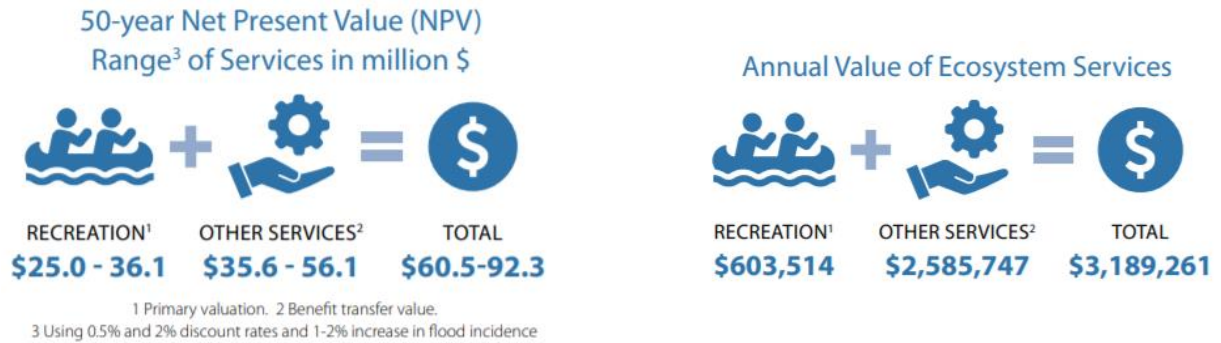 50-year Net Present Value (NPV)
Range³ of Services in million $
$
RECREATION¹ OTHER SERVICES² TOTAL
$25.0 - 36.1 $35.6 - 56.1 $60.5-92.3
1 Primary valuation. 2 Benefit transfer value.
3 Using 0.5% and 2% discount rates and 1-2% increase in flood incidence
Annual Value of Ecosystem Services
$
RECREATION¹ OTHER SERVICES² TOTAL
$603,514 $2,585,747 $3,189,261